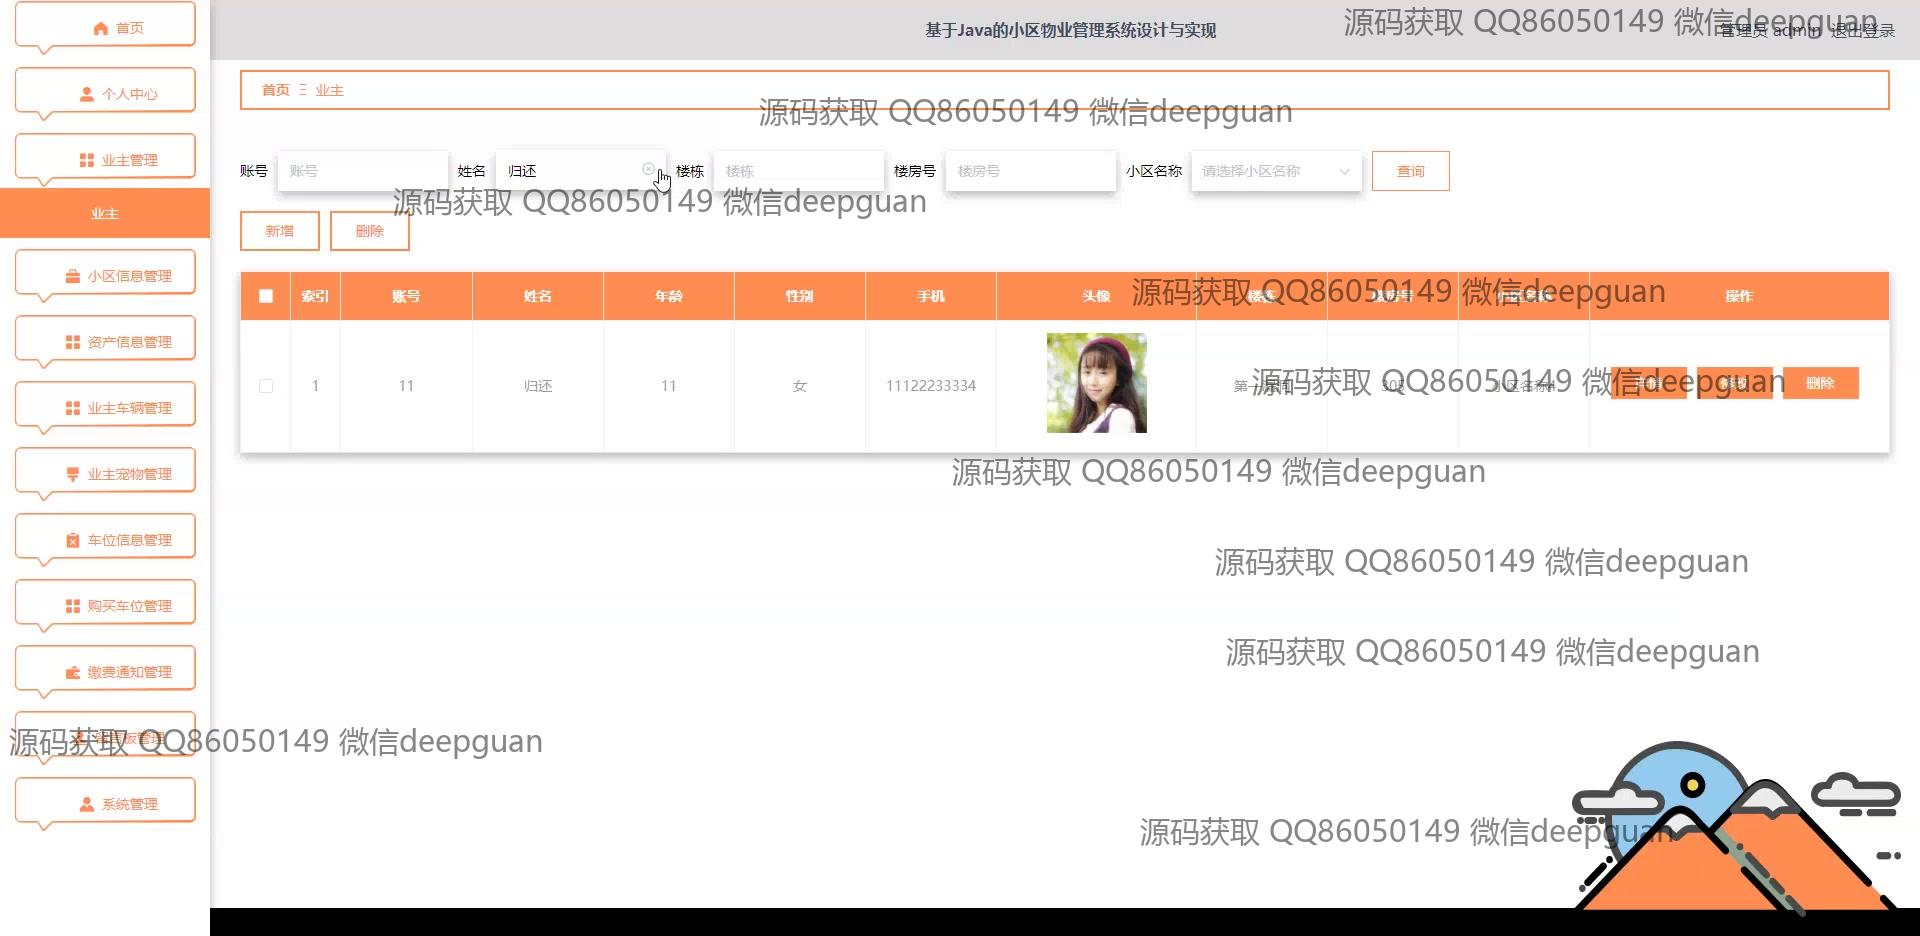 首页
个人中心
业主管理
业主
小区信息管理
资产信息管理
业主车辆管理
业主宠物管理
车位信息管理
购买车位管理
缴费通知管理
留言板管理
系统管理
基于Java的小区物业管理系统设计与实现
管理员 admin 退出登录
源码获取 QQ86050149 微信deepguan
首页 业主
源码获取 QQ86050149 微信deepguan
账号 账号 姓名 归还 楼栋 楼栋 楼房号 楼房号 小区名称 请选择小区名称 查询
源码获取 QQ86050149 微信deepguan
新增 删除
索引 账号 姓名 年龄 性别 手机 头像 楼栋 楼房号 小区名称 操作
源码获取 QQ86050149 微信deepguan
1 11 归还 11 女 11122233334 305 详情 修改 删除
源码获取 QQ86050149 微信deepguan
源码获取 QQ86050149 微信deepguan
源码获取 QQ86050149 微信deepguan
源码获取 QQ86050149 微信deepguan
源码获取 QQ86050149 微信deepguan
源码获取 QQ86050149 微信deepguan